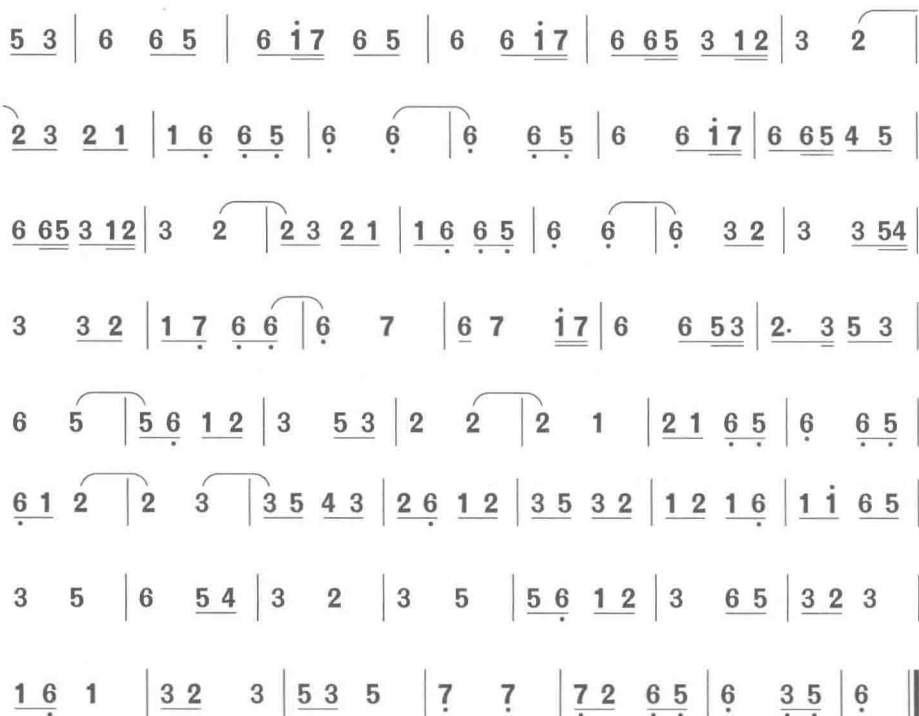 5 3 | 6 6 5 | 6 i̇ 7 6 5 | 6 6 i̇ 7 | 6 6 5 3 1 2 | 3 2 |
2 3 2 1 | 1 6̣ 6̣ 5̣ | 6̣ 6̣ | 6̣ 6̣ 5̣ | 6 6 i̇ 7 | 6 6 5 4 5 |
6 6 5 3 1 2 | 3 2 | 2 3 2 1 | 1 6̣ 6̣ 5̣ | 6̣ 6̣ | 6̣ 3 2 | 3 3 5 4 |
3 3 2 | 1 7̣ 6̣ 6̣ | 6̣ 7 | 6 7 i̇ 7 | 6 6 5 3 | 2. 3 5 3 |
6 5 | 5 6̣ 1 2 | 3 5 3 | 2 2 | 2 1 | 2 1 6̣ 5̣ | 6̣ 6̣ 5̣ |
6̣ 1 2 | 2 3 | 3 5 4 3 | 2 6̣ 1 2 | 3 5 3 2 | 1 2 1 6̣ | 1 i̇ 6 5 |
3 5 | 6 5 4 | 3 2 | 3 5 | 5 6̣ 1 2 | 3 6 5 | 3 2 3 |
1 6̣ 1 | 3 2 3 | 5 3 5 | 7̣ 7̣ | 7̣ 2 6̣ 5̣ | 6̣ 3̣ 5̣ | 6̣ ‖